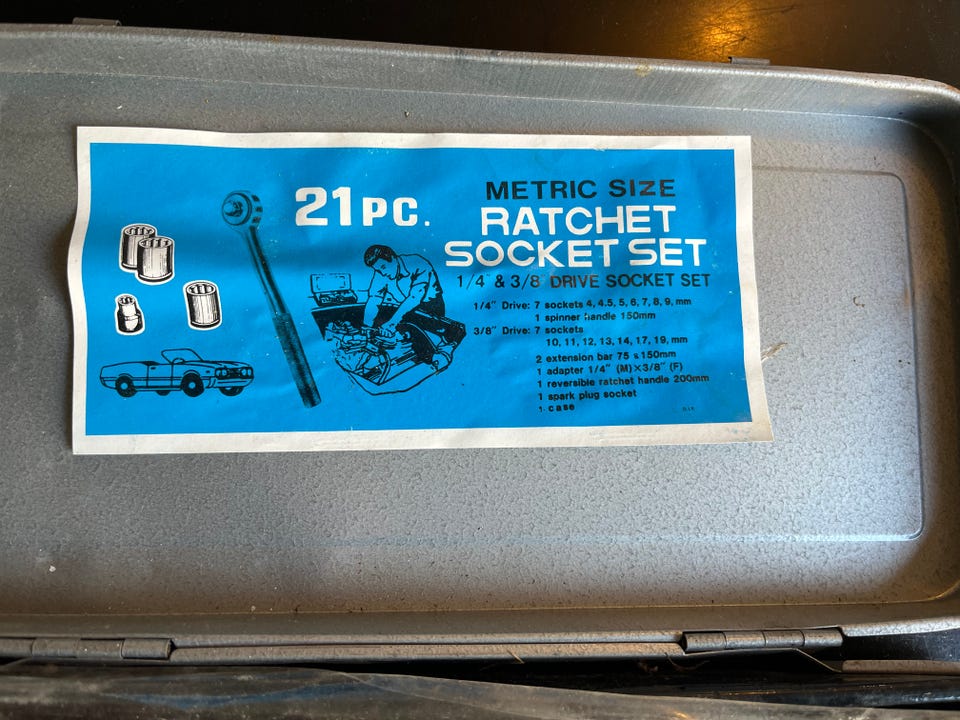 21 PC.
METRIC SIZE
RATCHET
SOCKET SET
1/4" & 3/8" DRIVE SOCKET SET
1/4" Drive: 7 sockets 4, 4.5, 5, 6, 7, 8, 9, mm
1 spinner handle 150mm
3/8" Drive: 7 sockets
10, 11, 12, 13, 14, 17, 19, mm
2 extension bar 75 & 150mm
1 adapter 1/4" (M) X 3/8" (F)
1 reversible ratchet handle 200mm
1 spark plug socket
1 case